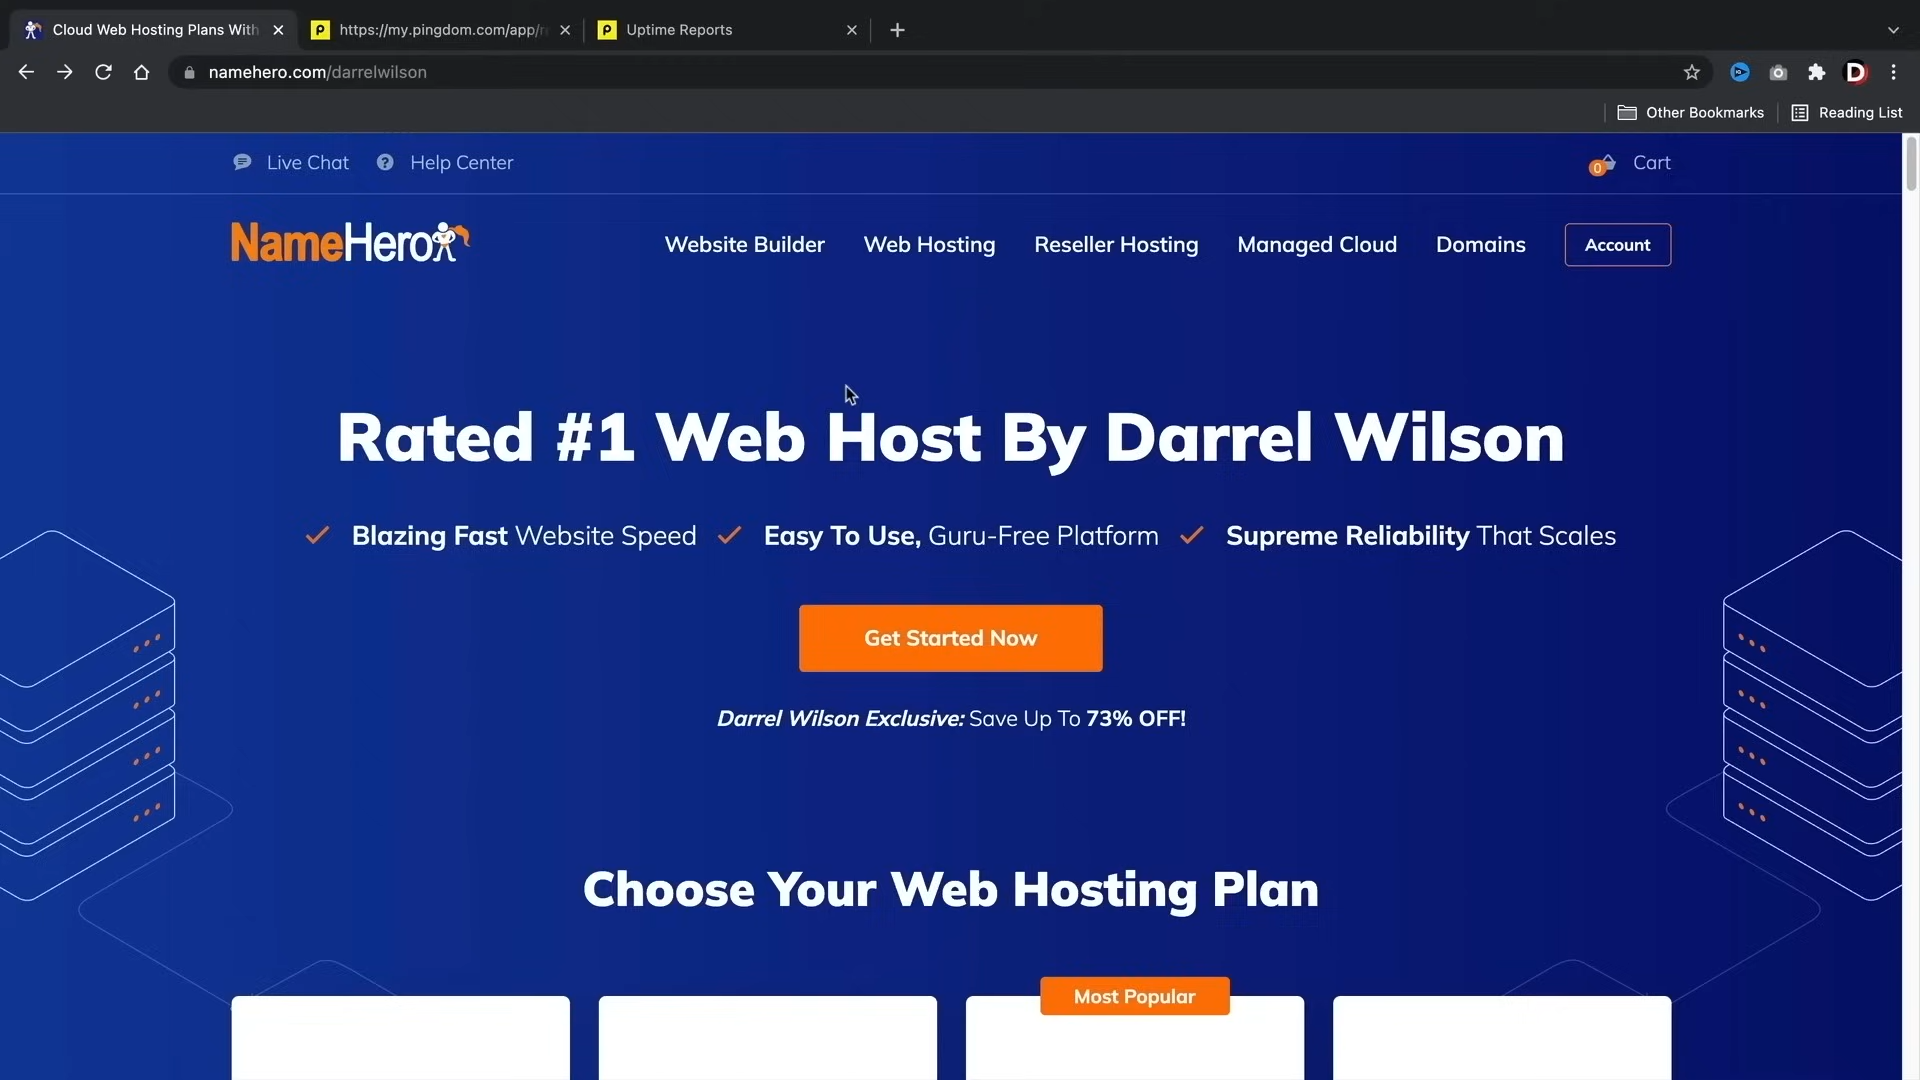 Cloud Web Hosting Plans With
https://my.pingdom.com/app/r
Uptime Reports
namehero.com/darrelwilson
Other Bookmarks
Reading List
Live Chat
Help Center
0
Cart
NameHero
Website Builder
Web Hosting
Reseller Hosting
Managed Cloud
Domains
Account
Rated #1 Web Host By Darrel Wilson
Blazing Fast Website Speed
Easy To Use, Guru-Free Platform
Supreme Reliability That Scales
Get Started Now
Darrel Wilson Exclusive: Save Up To 73% OFF!
Choose Your Web Hosting Plan
Most Popular